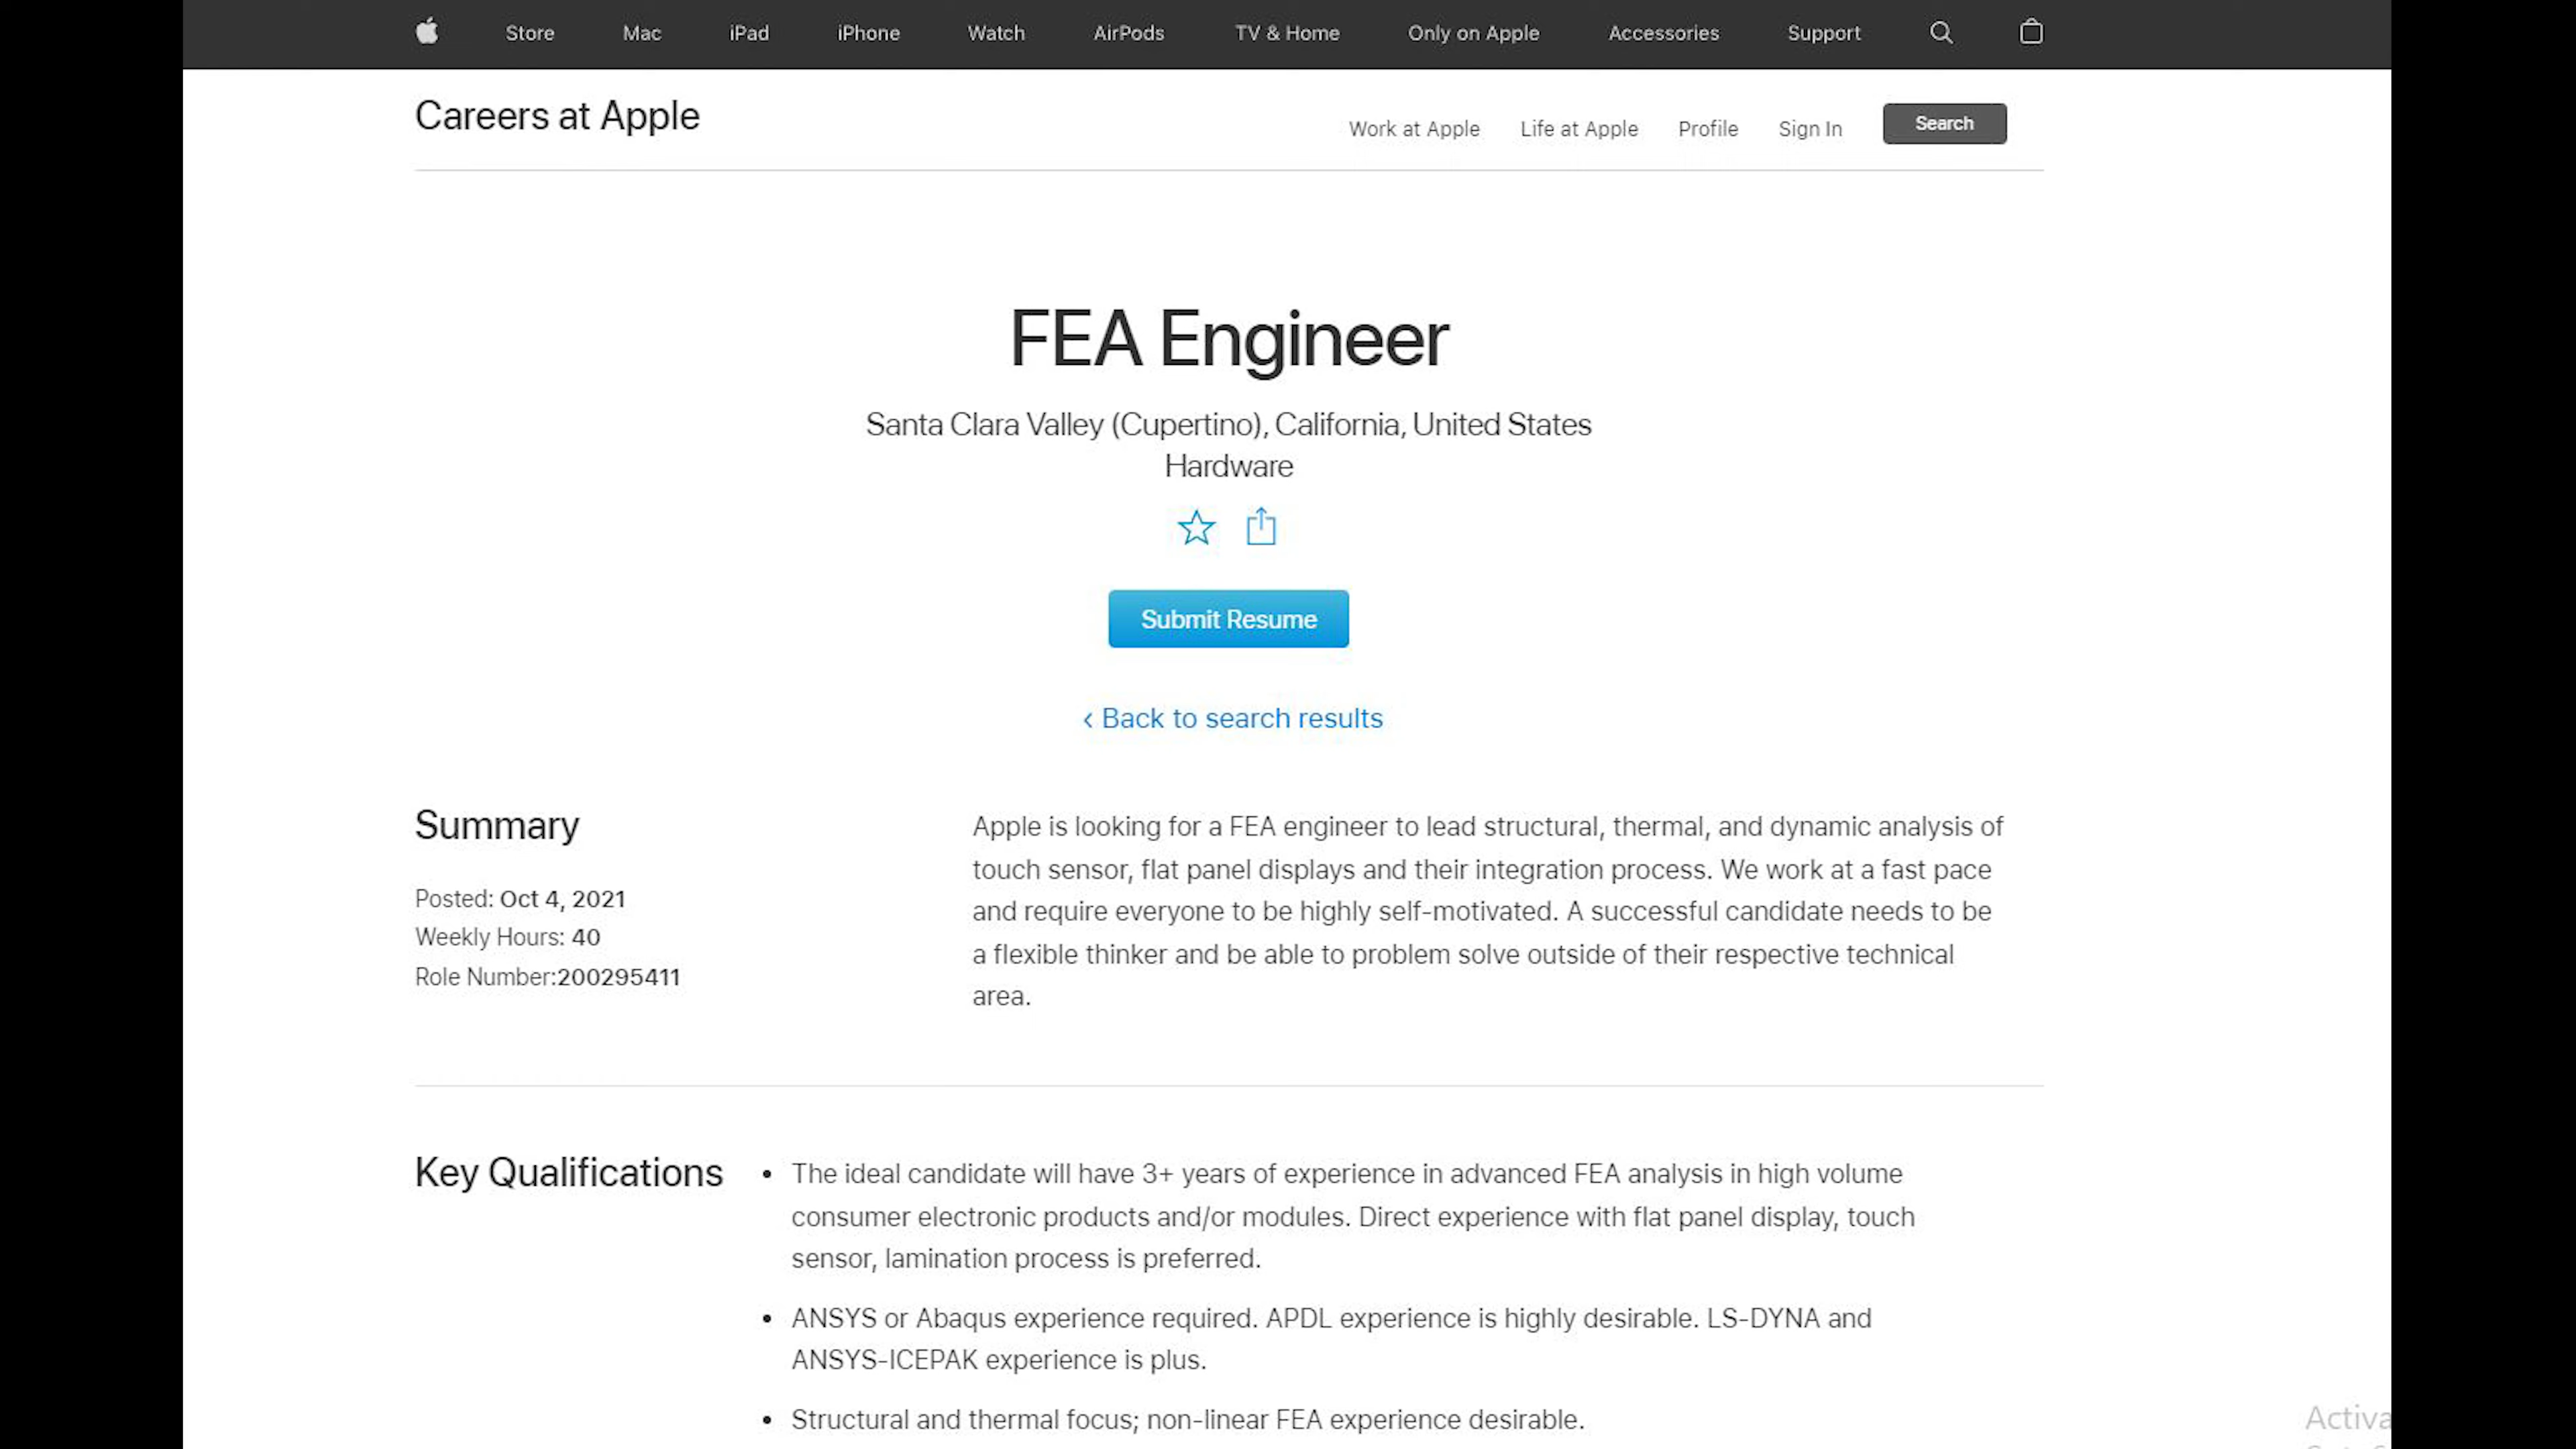 Store Mac iPad iPhone Watch AirPods TV & Home Only on Apple Accessories Support
Careers at Apple
Work at Apple Life at Apple Profile Sign In Search
FEA Engineer
Santa Clara Valley (Cupertino), California, United States
Hardware
Submit Resume
‹ Back to search results
Summary
Posted: Oct 4, 2021
Weekly Hours: 40
Role Number:200295411
Apple is looking for a FEA engineer to lead structural, thermal, and dynamic analysis of
touch sensor, flat panel displays and their integration process. We work at a fast pace
and require everyone to be highly self-motivated. A successful candidate needs to be
a flexible thinker and be able to problem solve outside of their respective technical
area.
Key Qualifications
• The ideal candidate will have 3+ years of experience in advanced FEA analysis in high volume
consumer electronic products and/or modules. Direct experience with flat panel display, touch
sensor, lamination process is preferred.
• ANSYS or Abaqus experience required. APDL experience is highly desirable. LS-DYNA and
ANSYS-ICEPAK experience is plus.
• Structural and thermal focus; non-linear FEA experience desirable.
Activa